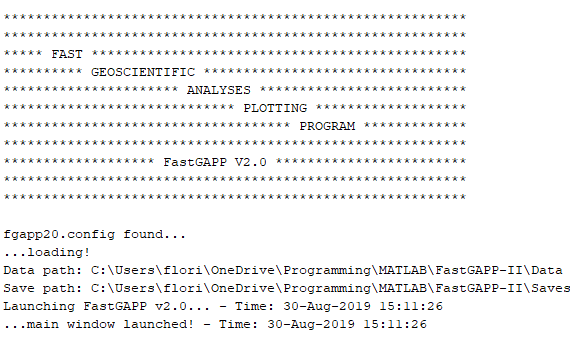 **********************************************************
**********************************************************
***** FAST ***********************************************
********** GEOSCIENTIFIC *********************************
********************** ANALYSES **************************
***************************** PLOTTING *******************
************************************ PROGRAM *************
**********************************************************
******************* FastGAPP V2.0 ************************
**********************************************************
**********************************************************
fgapp20.config found...
...loading!
Data path: C:\Users\flori\OneDrive\Programming\MATLAB\FastGAPP-II\Data
Save path: C:\Users\flori\OneDrive\Programming\MATLAB\FastGAPP-II\Saves
Launching FastGAPP v2.0... - Time: 30-Aug-2019 15:11:26
...main window launched! - Time: 30-Aug-2019 15:11:26